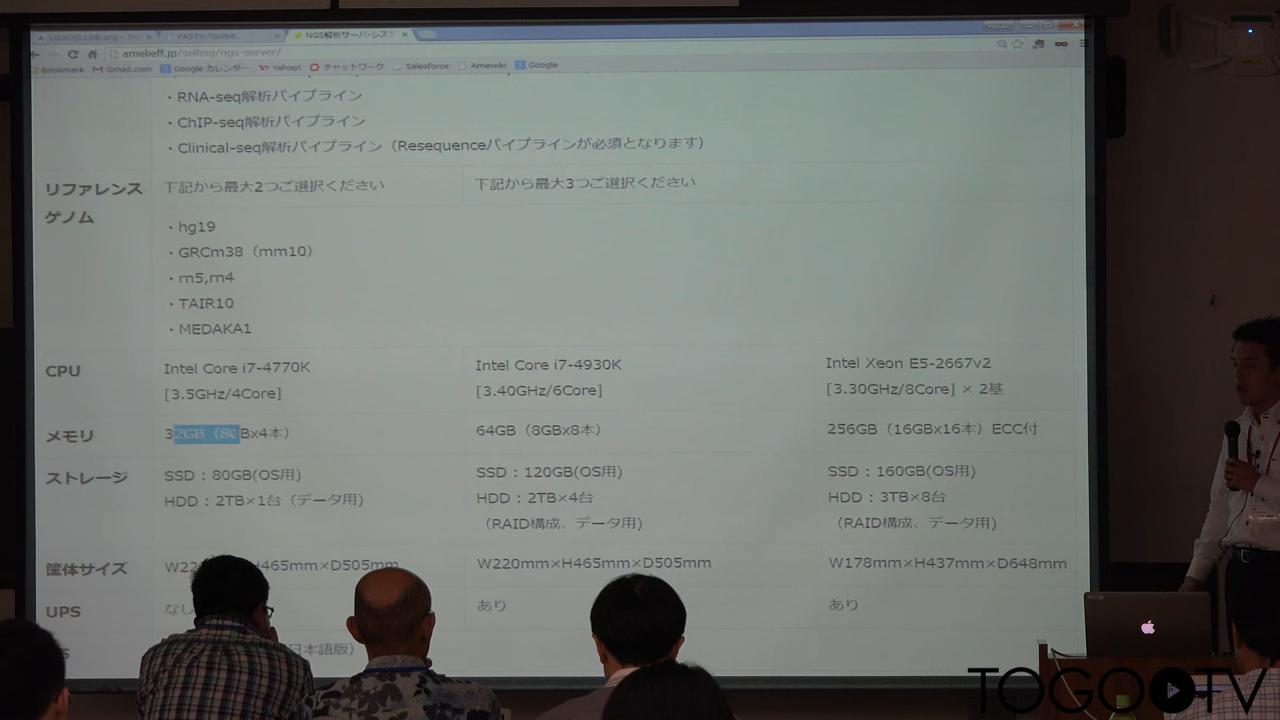 FASTX-Toolkit
NGS解析サーバ・シス
amelieff.jp/selling/ngs-server/
Bookmark Gmail.com Google カレンダー Yahoo! チャットワーク Salesforce Amewiki Google
・RNA-seq解析パイプライン
・ChIP-seq解析パイプライン
・Clinical-seq解析パイプライン（Resequenceパイプラインが必須となります）
リファレンス 下記から最大2つご選択ください 下記から最大3つご選択ください
ゲノム
・hg19
・GRCm38（mm10）
・rn5,rn4
・TAIR10
・MEDAKA1
CPU Intel Core i7-4770K Intel Core i7-4930K Intel Xeon E5-2667v2
[3.5GHz/4Core] [3.40GHz/6Core] [3.30GHz/8Core] × 2基
メモリ 32GB（8GBx4本） 64GB（8GBx8本） 256GB（16GBx16本）ECC付
ストレージ SSD：80GB(OS用) SSD：120GB(OS用) SSD：160GB(OS用)
HDD：2TB×1台（データ用） HDD：2TB×4台 HDD：3TB×8台
（RAID構成、データ用) （RAID構成、データ用)
筐体サイズ W22 465mm×D505mm W220mm×H465mm×D505mm W178mm×H437mm×D648mm
UPS なし あり あり
日本語版)
TOGOTV